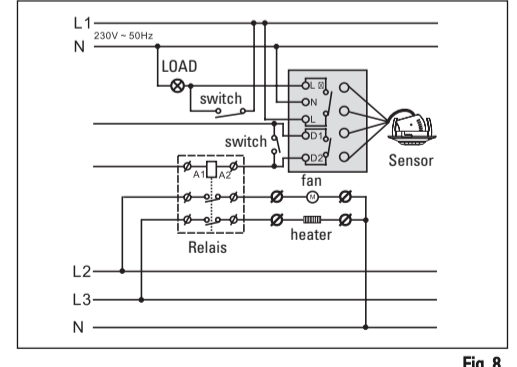 L1
230V ~ 50Hz
N
LOAD
switch
L
N
L
switch
D1
D2
Sensor
A1 A2
fan
M
heater
Relais
L2
L3
N
Fig. 8